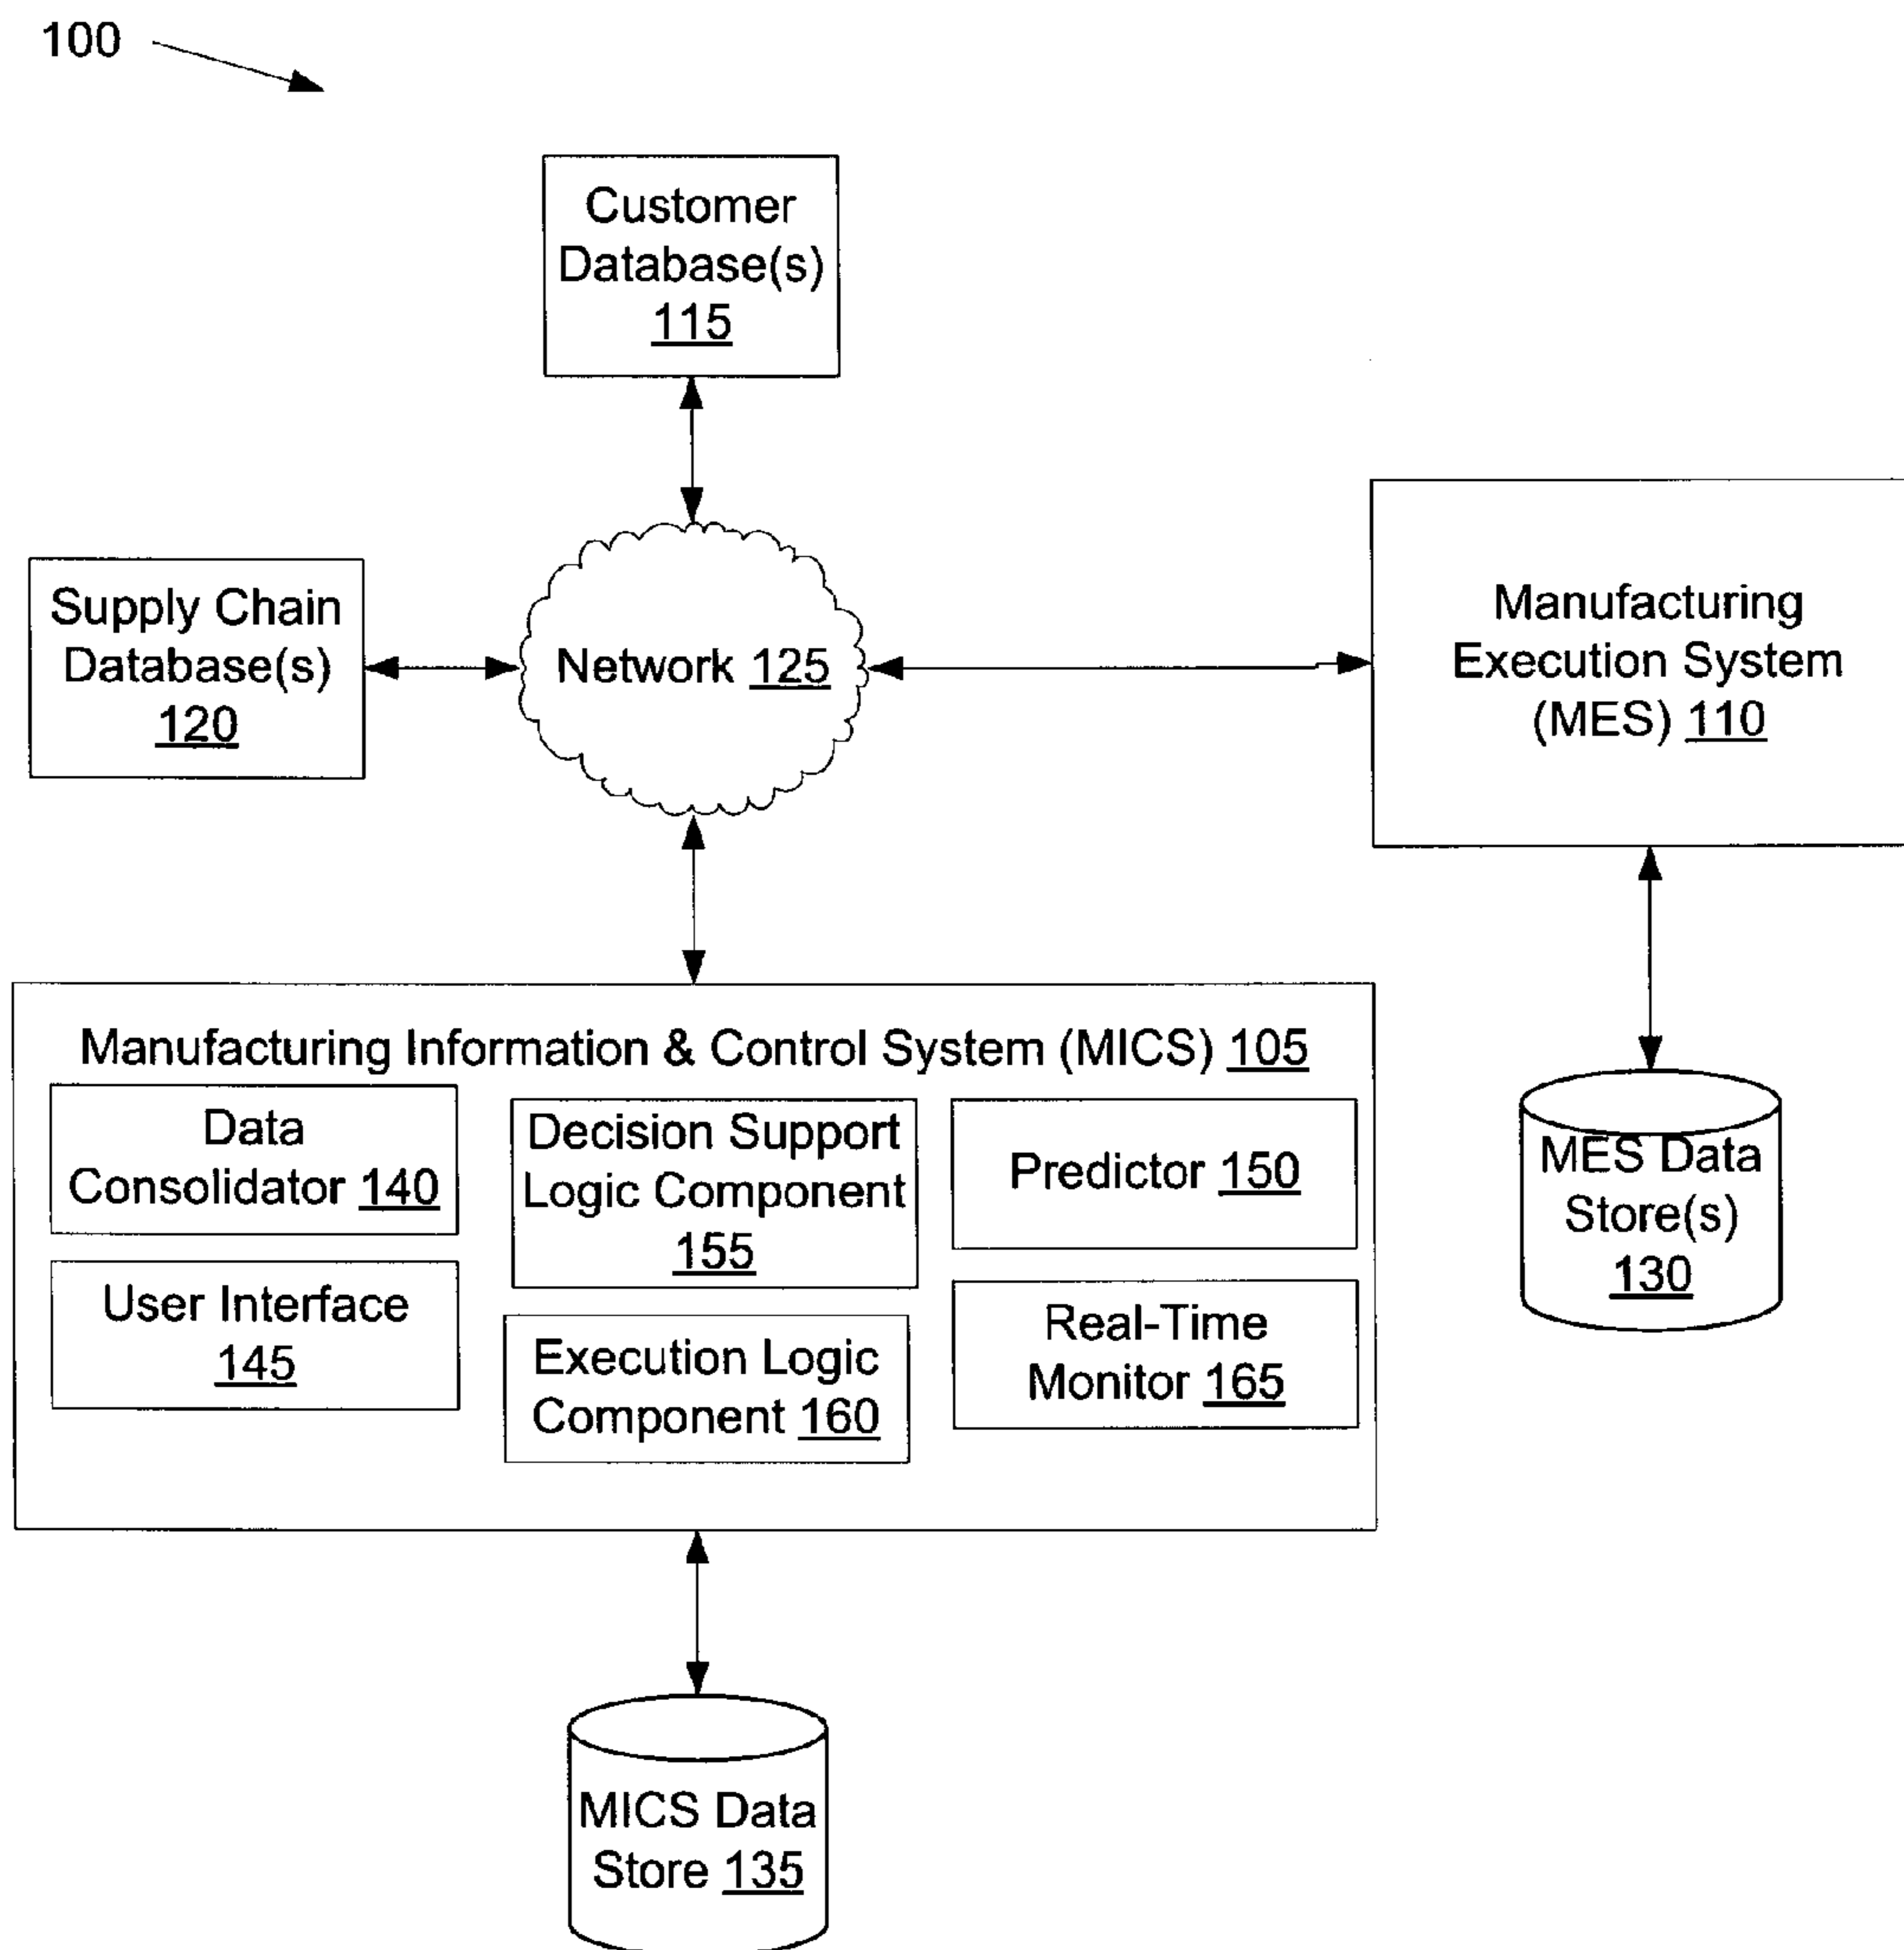 100
Customer
Database(s)
115
Supply Chain
Database(s)
120
Network 125
Manufacturing
Execution System
(MES) 110
Manufacturing Information & Control System (MICS) 105
Data
Consolidator 140
Decision Support
Logic Component
155
Predictor 150
User Interface
145
Execution Logic
Component 160
Real-Time
Monitor 165
MES Data
Store(s)
130
MICS Data
Store 135